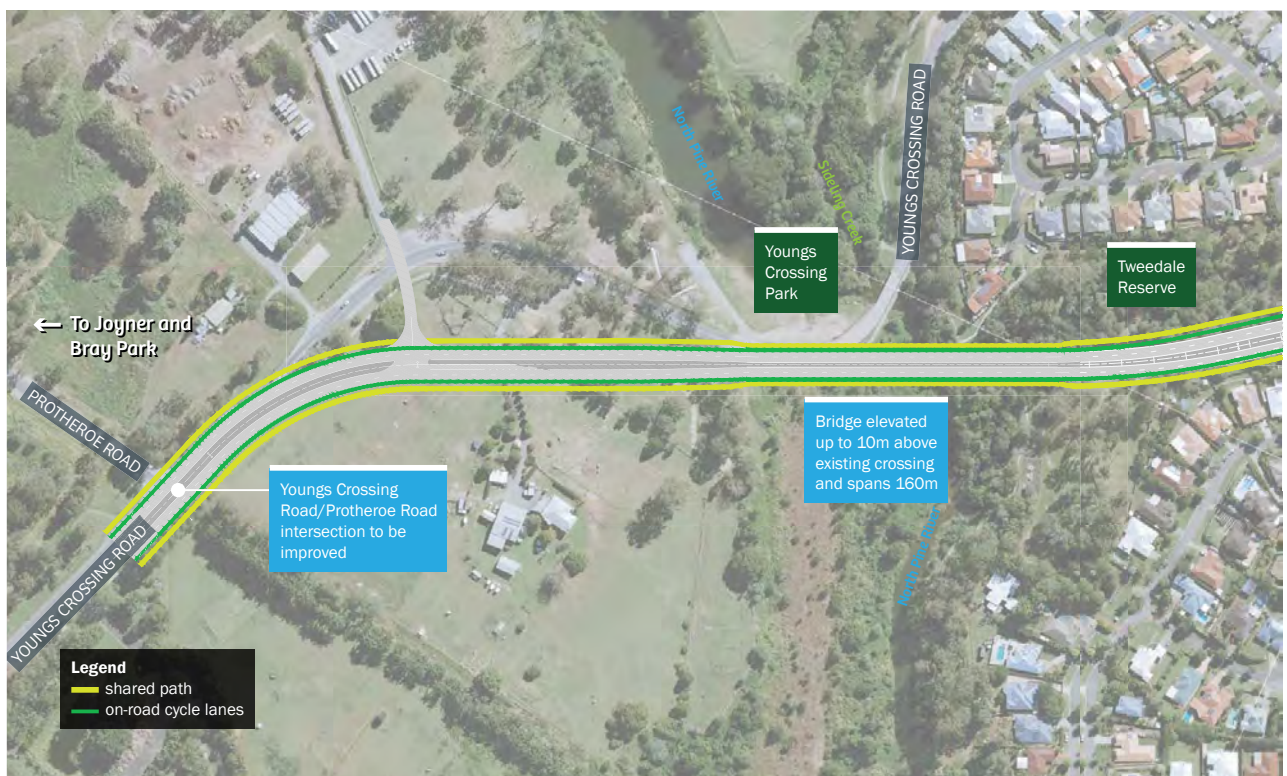 North Pine River
Sideling Creek
YOUNGS CROSSING ROAD
Youngs
Crossing
Park
Tweedale
Reserve
← To Joyner and
Bray Park
PROTHEROE ROAD
Bridge elevated
up to 10m above
existing crossing
and spans 160m
Youngs Crossing
Road/Protheroe Road
intersection to be
improved
North Pine River
YOUNGS CROSSING ROAD
Legend
shared path
on-road cycle lanes